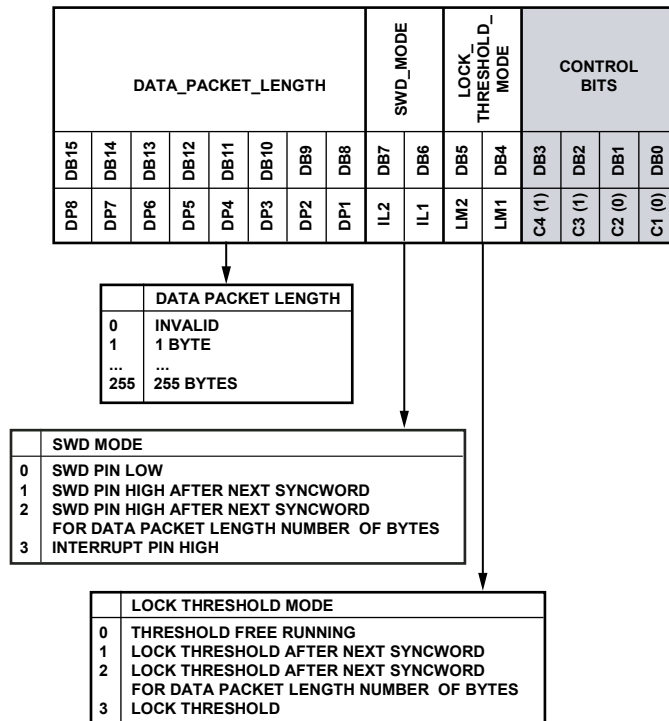 DATA_PACKET_LENGTH
SWD_MODE
LOCK_
THRESHOLD_
MODE
CONTROL
BITS
DB15 DB14 DB13 DB12 DB11 DB10 DB9 DB8 DB7 DB6 DB5 DB4 DB3 DB2 DB1 DB0
DP8 DP7 DP6 DP5 DP4 DP3 DP2 DP1 IL2 IL1 LM2 LM1 C4 (1) C3 (1) C2 (0) C1 (0)
DATA PACKET LENGTH
0 INVALID
1 1 BYTE
... ...
255 255 BYTES
SWD MODE
0 SWD PIN LOW
1 SWD PIN HIGH AFTER NEXT SYNCWORD
2 SWD PIN HIGH AFTER NEXT SYNCWORD
FOR DATA PACKET LENGTH NUMBER OF BYTES
3 INTERRUPT PIN HIGH
LOCK THRESHOLD MODE
0 THRESHOLD FREE RUNNING
1 LOCK THRESHOLD AFTER NEXT SYNCWORD
2 LOCK THRESHOLD AFTER NEXT SYNCWORD
FOR DATA PACKET LENGTH NUMBER OF BYTES
3 LOCK THRESHOLD